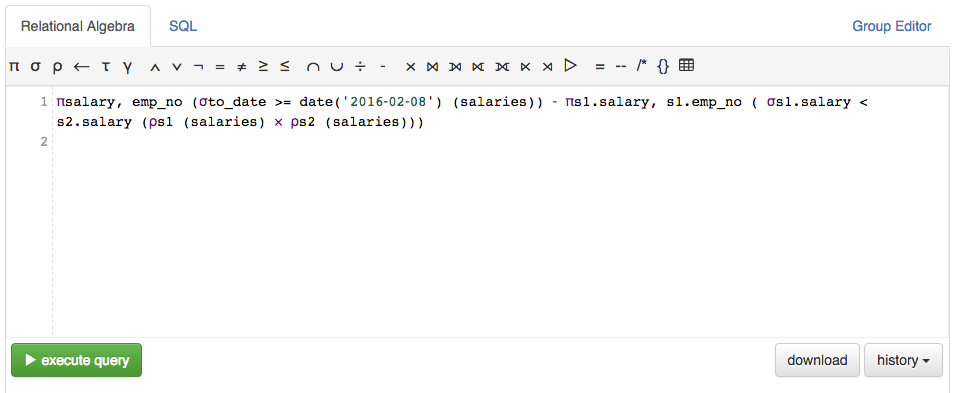 Relational Algebra SQL Group Editor
π σ ρ ← τ γ ∧ ∨ ¬ = ≠ ≥ ≤ ∩ ∪ ÷ - × ⋈ ⟕ ⟖ ⟗ ⋉ ⋊ ▷ = -- /* {}
1 πsalary, emp_no (σto_date >= date('2016-02-08') (salaries)) - πs1.salary, s1.emp_no ( σs1.salary <
s2.salary (ρs1 (salaries) × ρs2 (salaries)))
2
execute query download history